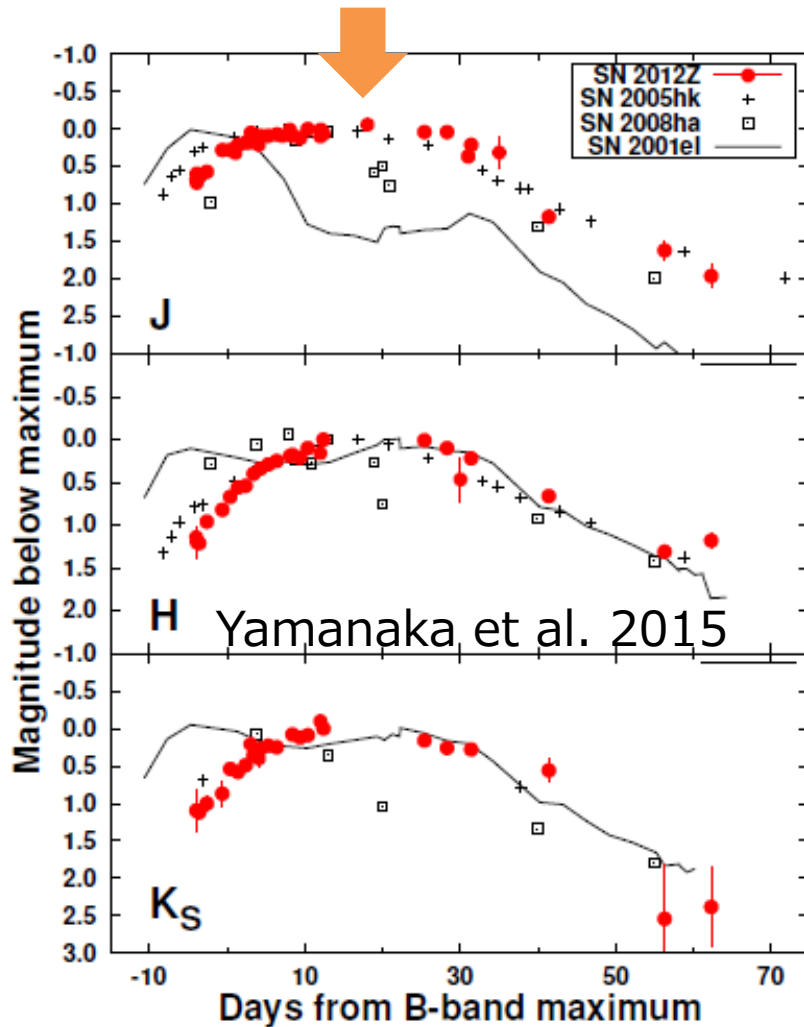 -1.0
-0.5
0.0
0.5
1.0
1.5
2.0
2.5
SN 2012Z
SN 2005hk
SN 2008ha
SN 2001el
J
-1.0
0.5
0.0
0.5
1.0
1.5
2.0
H
Yamanaka et al. 2015
-1.0
-0.5
0.0
0.5
1.0
1.5
2.0
2.5
3.0
KS
Magnitude below maximum
-10 10 30 50 70
Days from B-band maximum